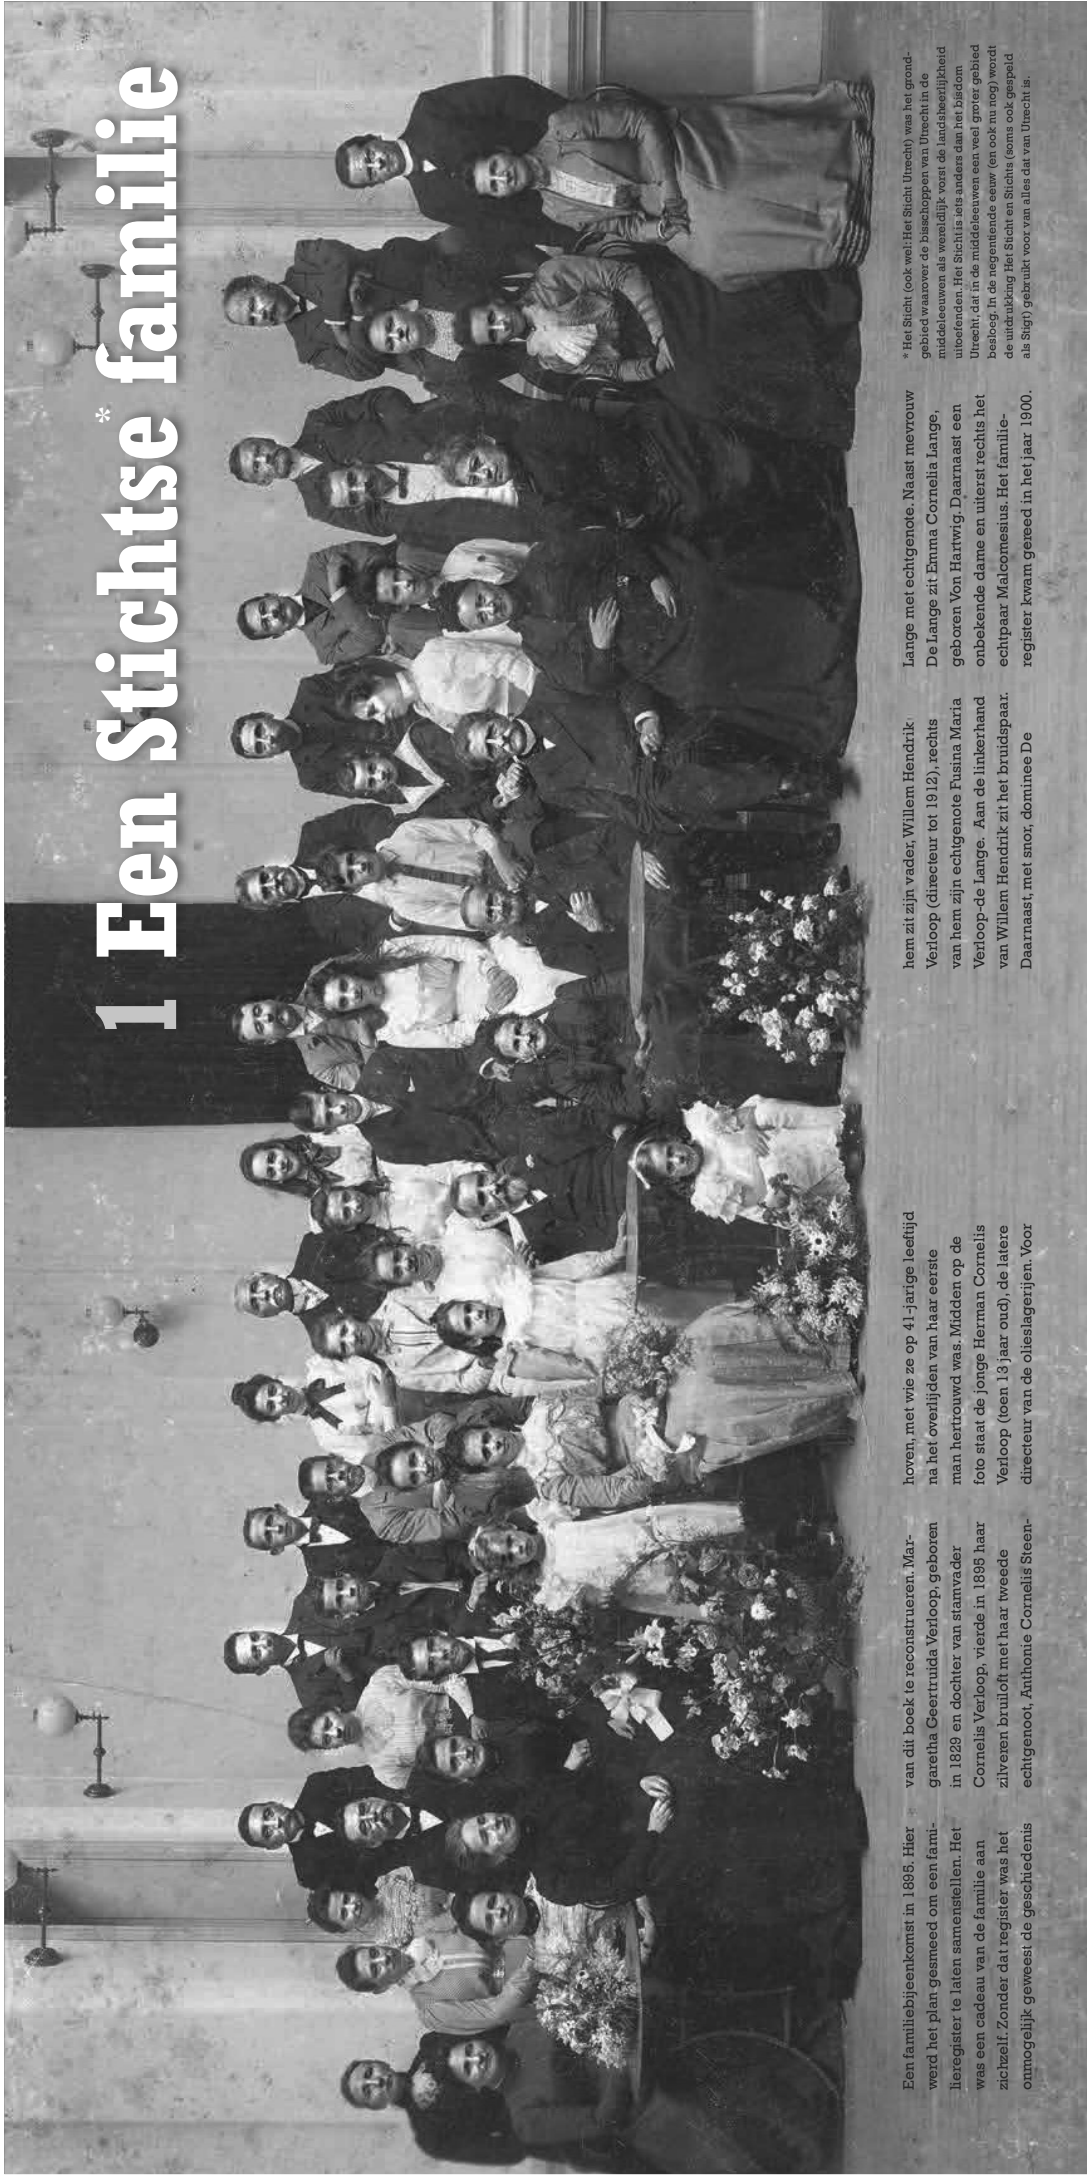 1 Een Stichtse* familie
Een familiebijeenkomst in 1895. Hier
werd het plan gesmeed om een fami-
lieregister te laten samenstellen. Het
was een cadeau van de familie aan
zichzelf. Zonder dat register was het
onmogelijk geweest de geschiedenis
van dit boek te reconstrueren. Mar-
garetha Geertruida Verloop, geboren
in 1829 en dochter van stamvader
Cornelis Verloop, vierde in 1895 haar
zilveren bruiloft met haar tweede
echtgenoot, Anthonie Cornelis Steen-
hoven, met wie ze op 41-jarige leeftijd
na het overlijden van haar eerste
man hertrouwd was. Midden op de
foto staat de jonge Herman Cornelis
Verloop (toen 13 jaar oud), de latere
directeur van de olieslagerijen. Voor
hem zit zijn vader, Willem Hendrik
Verloop (directeur tot 1912), rechts
van hem zijn echtgenote Fusina Maria
Verloop-de Lange. Aan de linkerhand
van Willem Hendrik zit het bruidspaar.
Daarnaast, met snor, dominee De
Lange met echtgenote. Naast mevrouw
De Lange zit Emma Cornelia Lange,
geboren Von Hartwig. Daarnaast een
onbekende dame en uiterst rechts het
echtpaar Malcomesius. Het familie-
register kwam gereed in het jaar 1900.
* Het Sticht (ook wel: Het Sticht Utrecht) was het grond-
gebied waarover de bisschoppen van Utrecht in de
middeleeuwen als wereldlijk vorst de landsheerlijkheid
uitoefenden. Het Sticht is iets anders dan het bisdom
Utrecht, dat in de middeleeuwen een veel groter gebied
besloeg. In de negentiende eeuw (en ook nu nog) wordt
de uitdrukking Het Sticht en Stichts (soms ook gespeld
als Stigt) gebruikt voor van alles dat van Utrecht is.